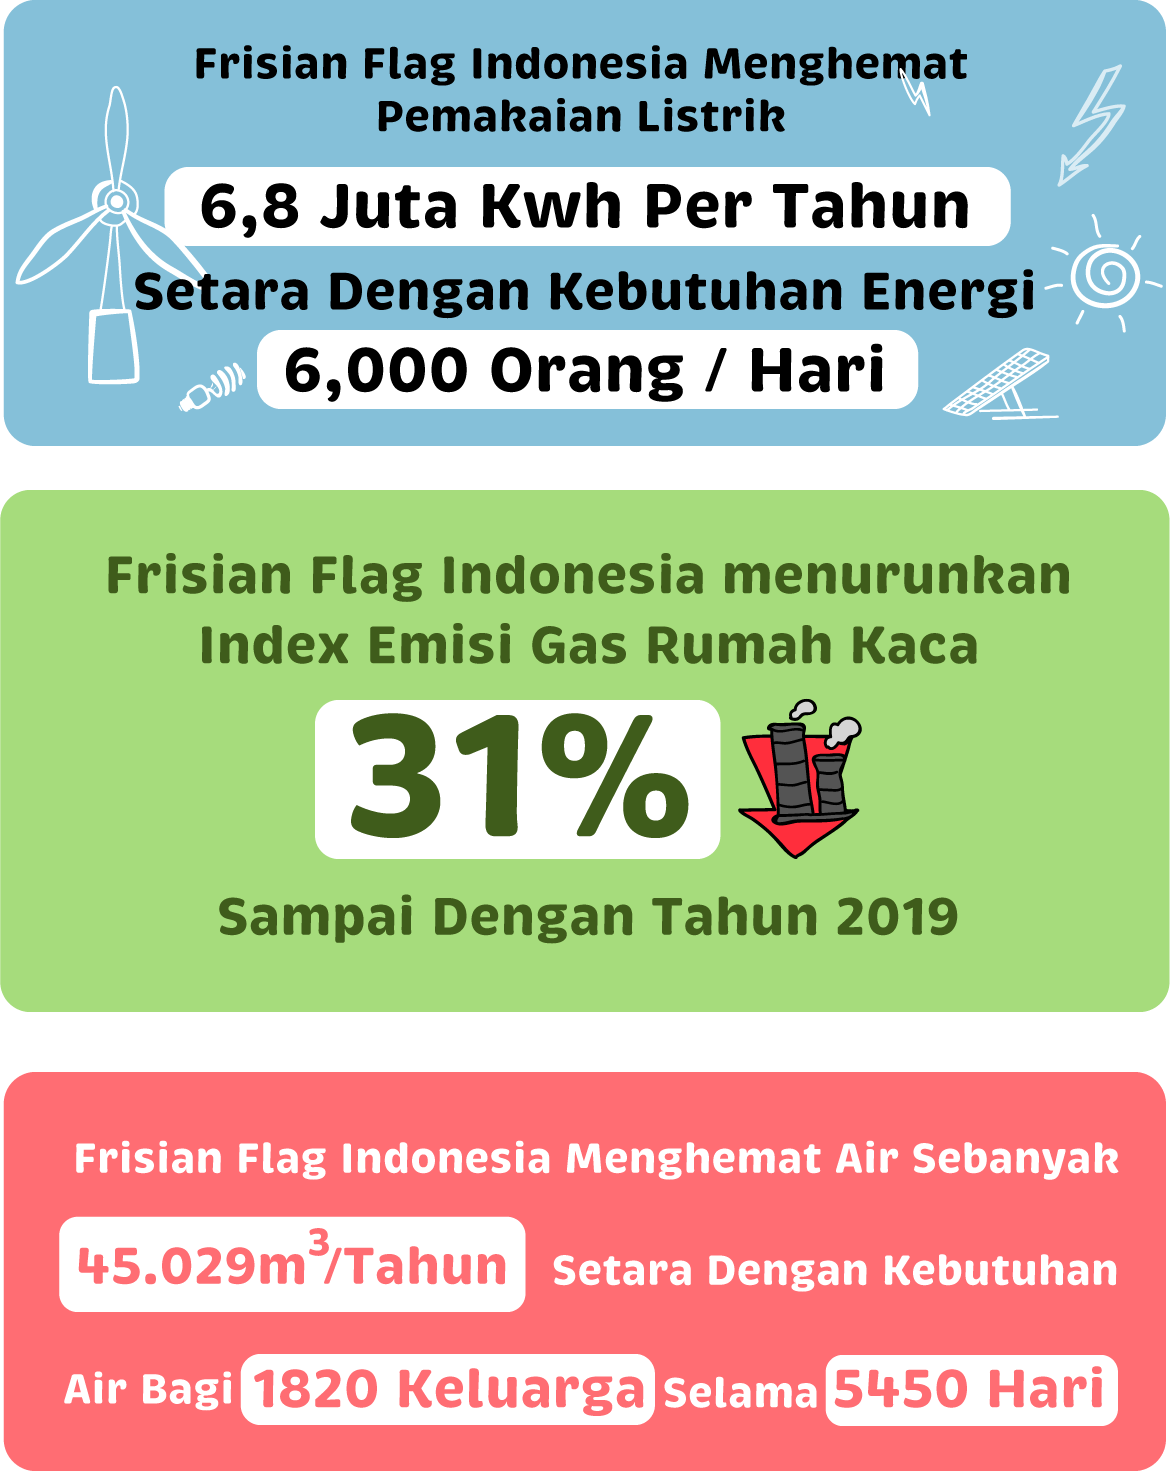 Frisian Flag Indonesia Menghemat
Pemakaian Listrik
6,8 Juta Kwh Per Tahun
Setara Dengan Kebutuhan Energi
6,000 Orang / Hari
Frisian Flag Indonesia menurunkan
Index Emisi Gas Rumah Kaca
31%
Sampai Dengan Tahun 2019
Frisian Flag Indonesia Menghemat Air Sebanyak
45.029m³/Tahun Setara Dengan Kebutuhan
Air Bagi 1820 Keluarga Selama 5450 Hari